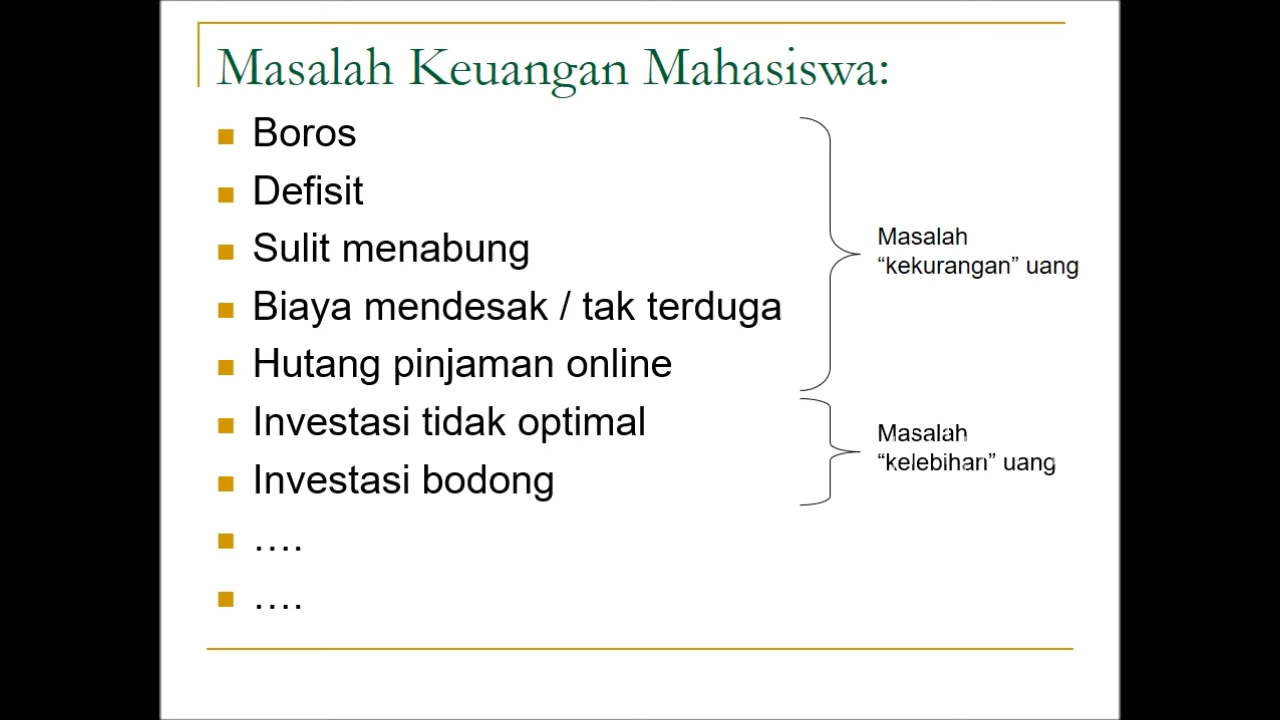 Masalah Keuangan Mahasiswa:
Boros
Defisit
Sulit menabung
Biaya mendesak / tak terduga
Hutang pinjaman online
Investasi tidak optimal
Investasi bodong
….
….
Masalah
“kekurangan” uang
Masalah
“kelebihan” uang